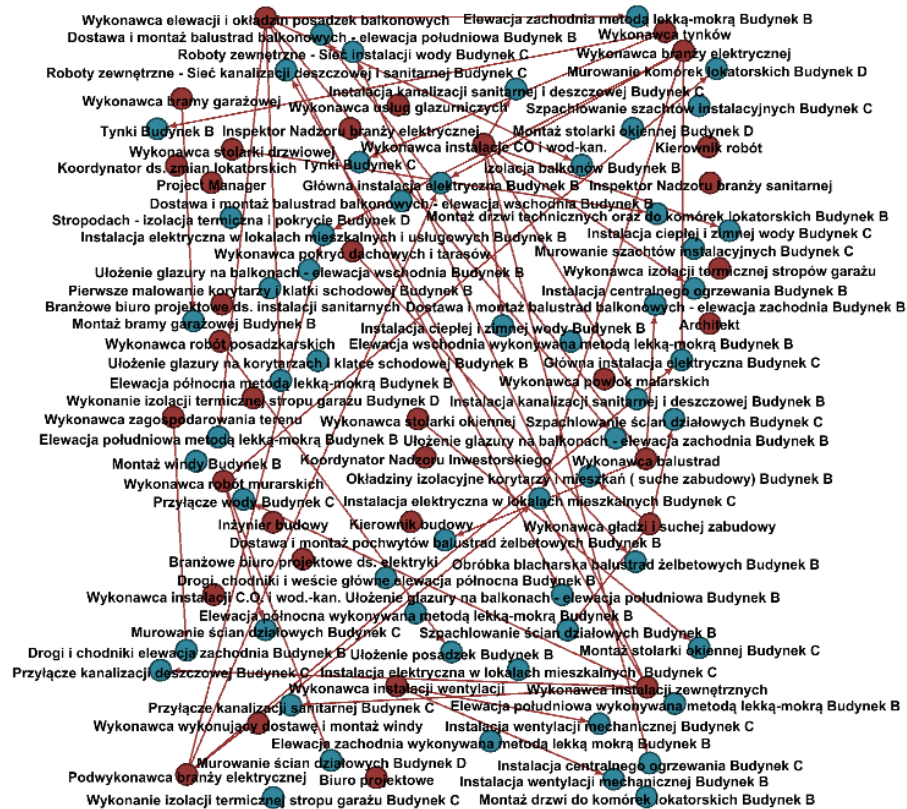 Wykonawca elewacji i okładzin posadzek balkonowych
Elewacja zachodnia metodą lekką-mokrą Budynek B
Dostawa i montaż balustrad balkonowych - elewacja południowa Budynek B
Wykonawca tynków
Roboty zewnętrzne - Sieć instalacji wody Budynek C
Wykonawca branży elektrycznej
Roboty zewnętrzne - Sieć kanalizacji deszczowej i sanitarnej Budynek C
Murowanie komórek lokatorskich Budynek D
Instalacja kanalizacji sanitarnej i deszczowej Budynek C
Wykonawca bramy garażowej
Wykonawca usług glazurniczych
Szpachlowanie szachtów instalacyjnych Budynek C
Tynki Budynek B
Inspektor Nadzoru branży elektrycznej
Montaż stolarki okiennej Budynek D
Wykonawca stolarki drzwiowej
Wykonawca instalacje CO i wod.-kan.
Kierownik robót
Koordynator ds. zmian lokatorskich
Tynki Budynek C
Izolacja balkonów Budynek B
Project Manager
Główna instalacja elektryczna Budynek B
Inspektor Nadzoru branży sanitarnej
Dostawa i montaż balustrad balkonowych - elewacja wschodnia Budynek B
Stropodach - izolacja termiczna i pokrycie Budynek D
Montaż drzwi technicznych oraz do komórek lokatorskich Budynek B
Instalacja elektryczna w lokalach mieszkalnych i usługowych Budynek B
Instalacja ciepłej i zimnej wody Budynek C
Wykonawca pokryć dachowych i tarasów
Murowanie szachtów instalacyjnych Budynek C
Ułożenie glazury na balkonach - elewacja wschodnia Budynek B
Wykonawca izolacji termicznej stropów garażu
Pierwsze malowanie korytarzy i klatki schodowej Budynek B
Instalacja centralnego ogrzewania Budynek B
Branżowe biuro projektowe ds. instalacji sanitarnych
Dostawa i montaż balustrad balkonowych - elewacja zachodnia Budynek B
Montaż bramy garażowej Budynek B
Instalacja ciepłej i zimnej wody Budynek B
Architekt
Wykonawca robót posadzkarskich
Elewacja wschodnia wykonywana metodą lekką-mokrą Budynek B
Ułożenie glazury na korytarzach i klatce schodowej Budynek B
Główna instalacja elektryczna Budynek C
Elewacja północna metodą lekką-mokrą Budynek B
Wykonawca powłok malarskich
Wykonanie izolacji termicznej stropu garażu Budynek D
Instalacja kanalizacji sanitarnej i deszczowej Budynek B
Wykonawca zagospodarowania terenu
Wykonawca stolarki okiennej
Szpachlowanie ścian działowych Budynek C
Elewacja południowa metodą lekką-mokrą Budynek B
Ułożenie glazury na balkonach - elewacja zachodnia Budynek B
Montaż windy Budynek B
Koordynator Nadzoru Inwestorskiego
Wykonawca balustrad
Wykonawca robót murarskich
Okładziny izolacyjne korytarzy i mieszkań ( suche zabudowy) Budynek B
Przyłącze wody Budynek C
Instalacja elektryczna w lokalach mieszkalnych Budynek C
Inżynier budowy
Kierownik budowy
Wykonawca gładzi i suchej zabudowy
Dostawa i montaż pochwytów balustrad żelbetowych Budynek B
Branżowe biuro projektowe ds. elektryki
Obróbka blacharska balustrad żelbetowych Budynek B
Drogi, chodniki i weście główne elewacja północna Budynek B
Wykonawca instalacji C.O. i wod.-kan.
Ułożenie glazury na balkonach - elewacja południowa Budynek B
Elewacja północna wykonywana metodą lekką-mokrą Budynek B
Murowanie ścian działowych Budynek C
Szpachlowanie ścian działowych Budynek B
Drogi i chodniki elewacja zachodnia Budynek B
Ułożenie posadzek Budynek B
Montaż stolarki okiennej Budynek C
Przyłącze kanalizacji deszczowej Budynek C
Instalacja elektryczna w lokalach mieszkalnych Budynek C
Wykonawca instalacji wentylacji
Wykonawca instalacji zewnętrznych
Przyłącze kanalizacji sanitarnej Budynek C
Elewacja południowa wykonywana metodą lekką-mokrą Budynek B
Wykonawca wykonujący dostawę i montaż windy
Instalacja wentylacji mechanicznej Budynek C
Elewacja zachodnia wykonywana metodą lekką mokrą Budynek B
Murowanie ścian działowych Budynek D
Instalacja centralnego ogrzewania Budynek C
Podwykonawca branży elektrycznej
Biuro projektowe
Instalacja wentylacji mechanicznej Budynek B
Wykonanie izolacji termicznej stropu garażu Budynek C
Montaż drzwi do komórek lokatorskich Budynek B